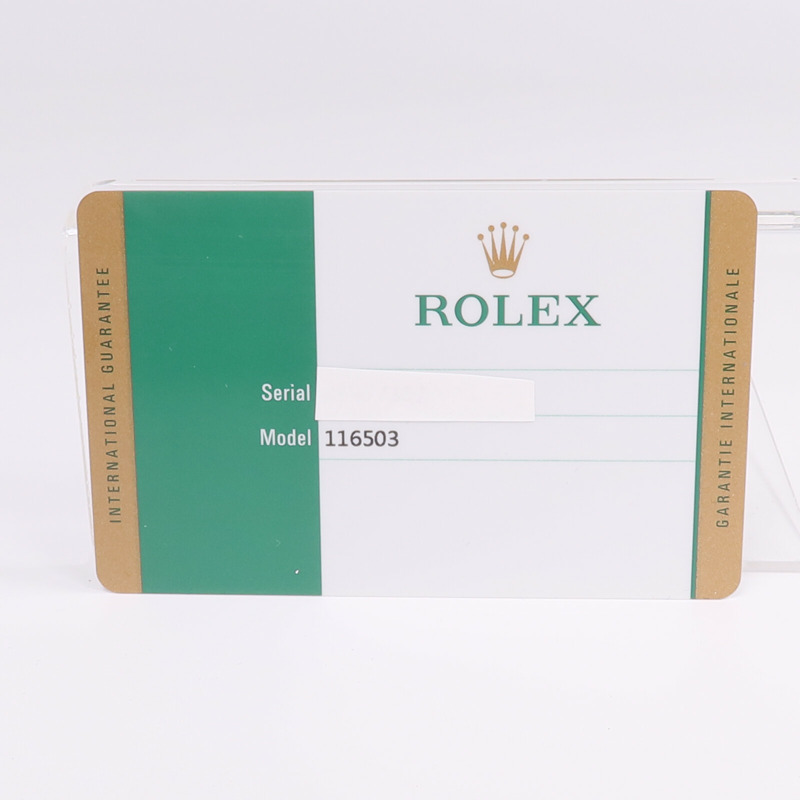 INTERNATIONAL GUARANTEE
ROLEX
Serial
Model 116503
GARANTIE INTERNATIONALE